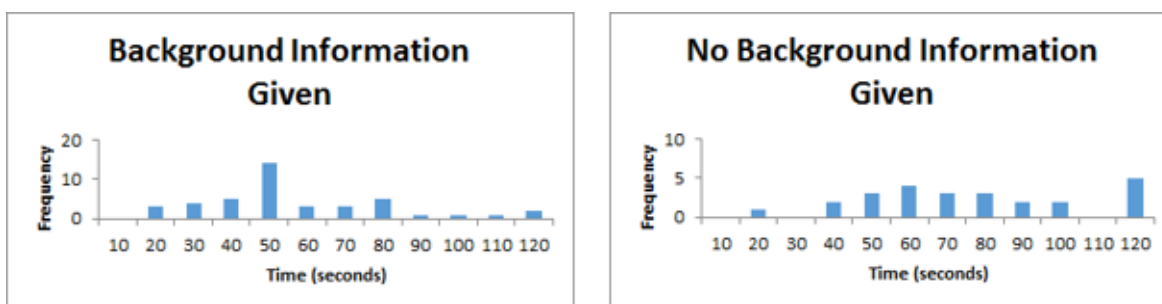 Background Information
Given
20
10
0
Frequency
10 20 30 40 50 60 70 80 90 100 110 120
Time (seconds)
No Background Information
Given
10
5
0
Frequency
10 20 30 40 50 60 70 80 90 100 110 120
Time (seconds)